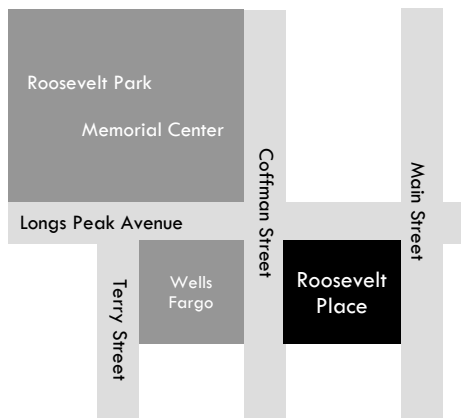 Roosevelt Park
Memorial Center
Coffman Street
Main Street
Longs Peak Avenue
Terry Street
Wells
Fargo
Roosevelt
Place